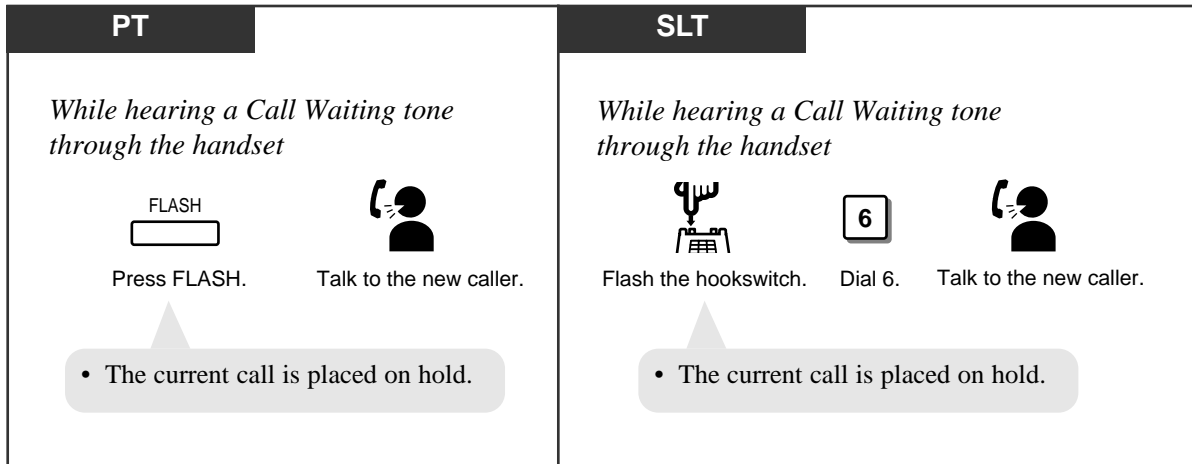 PT
While hearing a Call Waiting tone
through the handset
FLASH
Press FLASH.
Talk to the new caller.
• The current call is placed on hold.
SLT
While hearing a Call Waiting tone
through the handset
6
Flash the hookswitch.
Dial 6.
Talk to the new caller.
• The current call is placed on hold.